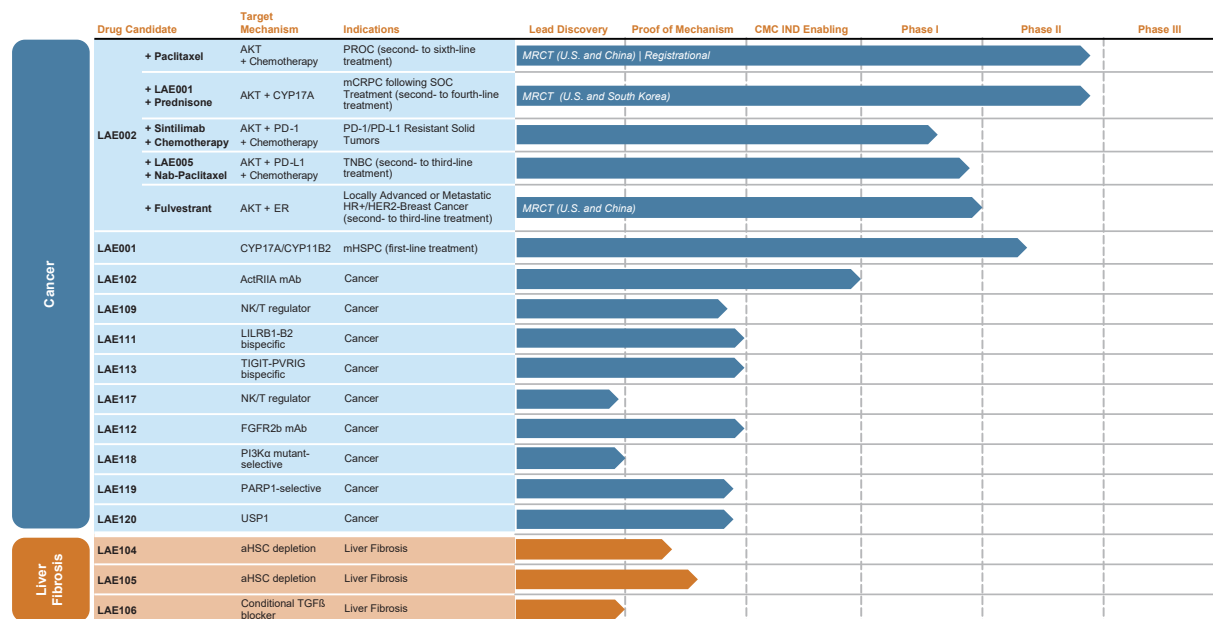 Drug Candidate
Target
Mechanism
Indications
Lead Discovery
Proof of Mechanism
CMC IND Enabling
Phase I
Phase II
Phase III
Cancer
LAE002
+ Paclitaxel
AKT
+ Chemotherapy
PROC (second- to sixth-line
treatment)
MRCT (U.S. and China) | Registrational
+ LAE001
+ Prednisone
AKT + CYP17A
mCRPC following SOC
Treatment (second- to fourth-line
treatment)
MRCT (U.S. and South Korea)
+ Sintilimab
+ Chemotherapy
AKT + PD-1
+ Chemotherapy
PD-1/PD-L1 Resistant Solid
Tumors
+ LAE005
+ Nab-Paclitaxel
AKT + PD-L1
+ Chemotherapy
TNBC (second- to third-line
treatment)
+ Fulvestrant
AKT + ER
Locally Advanced or Metastatic
HR+/HER2-Breast Cancer
(second- to third-line treatment)
MRCT (U.S. and China)
LAE001
CYP17A/CYP11B2
mHSPC (first-line treatment)
LAE102
ActRIIA mAb
Cancer
LAE109
NK/T regulator
Cancer
LAE111
LILRB1-B2
bispecific
Cancer
LAE113
TIGIT-PVRIG
bispecific
Cancer
LAE117
NK/T regulator
Cancer
LAE112
FGFR2b mAb
Cancer
LAE118
PI3Kα mutant-
selective
Cancer
LAE119
PARP1-selective
Cancer
LAE120
USP1
Cancer
Liver
Fibrosis
LAE104
aHSC depletion
Liver Fibrosis
LAE105
aHSC depletion
Liver Fibrosis
LAE106
Conditional TGFß
blocker
Liver Fibrosis